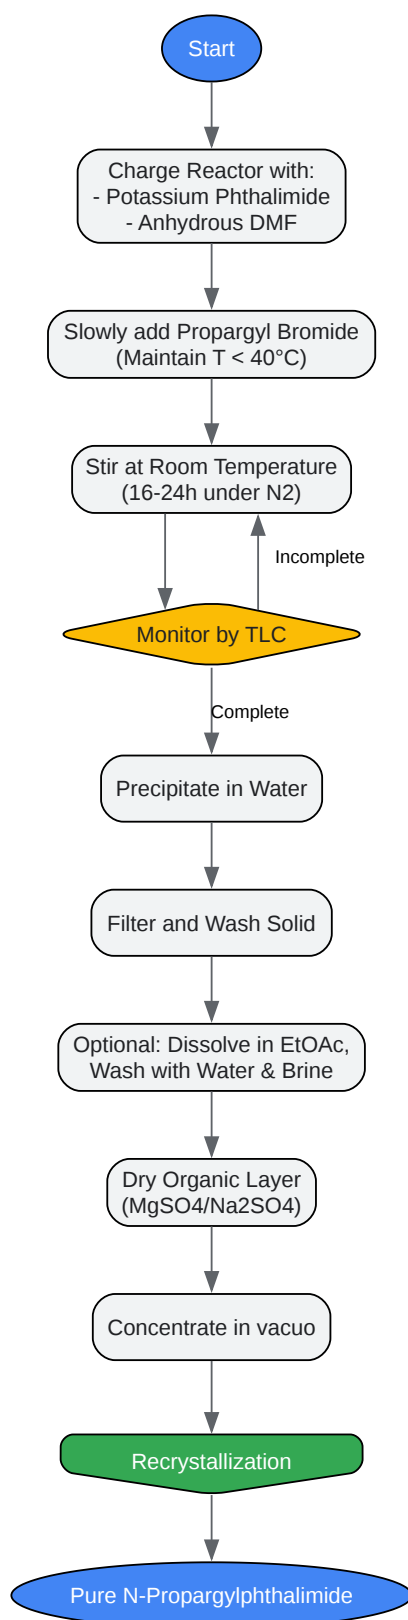 Start
Charge Reactor with:
- Potassium Phthalimide
- Anhydrous DMF
Slowly add Propargyl Bromide
(Maintain T < 40°C)
Stir at Room Temperature
(16-24h under N2)
Incomplete
Monitor by TLC
Complete
Precipitate in Water
Filter and Wash Solid
Optional: Dissolve in EtOAc,
Wash with Water & Brine
Dry Organic Layer
(MgSO4/Na2SO4)
Concentrate in vacuo
Recrystallization
Pure N-Propargylphthalimide